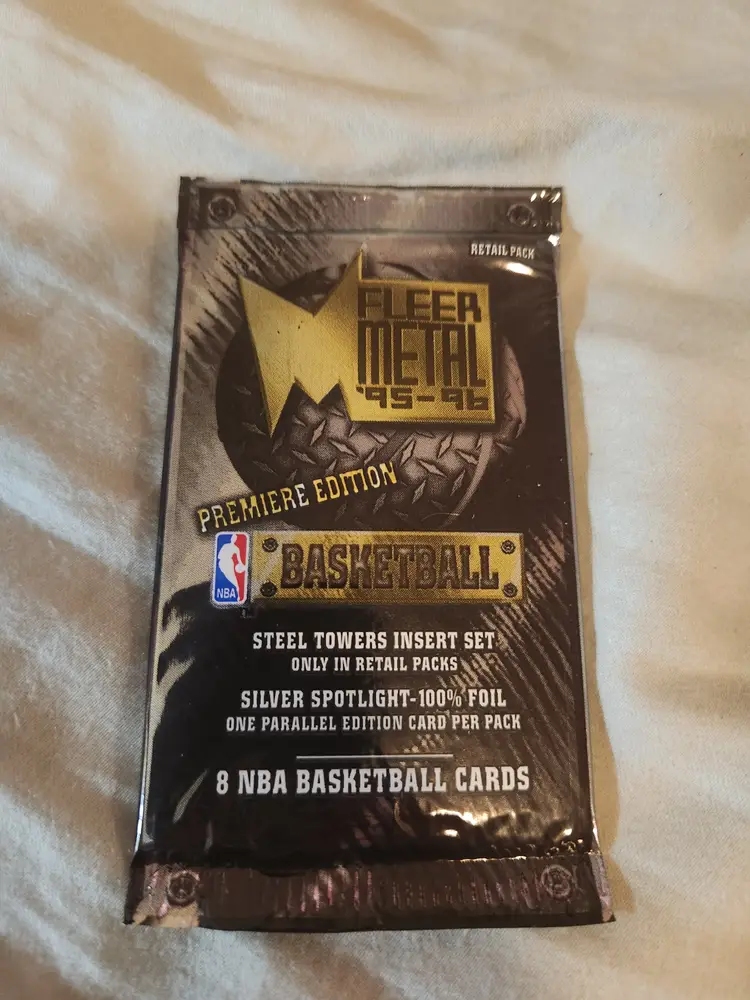 RETAIL PACK
FLEER
METAL
'95-96
PREMIERE EDITION
NBA
BASKETBALL
STEEL TOWERS INSERT SET
ONLY IN RETAIL PACKS
SILVER SPOTLIGHT-100% FOIL
ONE PARALLEL EDITION CARD PER PACK
8 NBA BASKETBALL CARDS